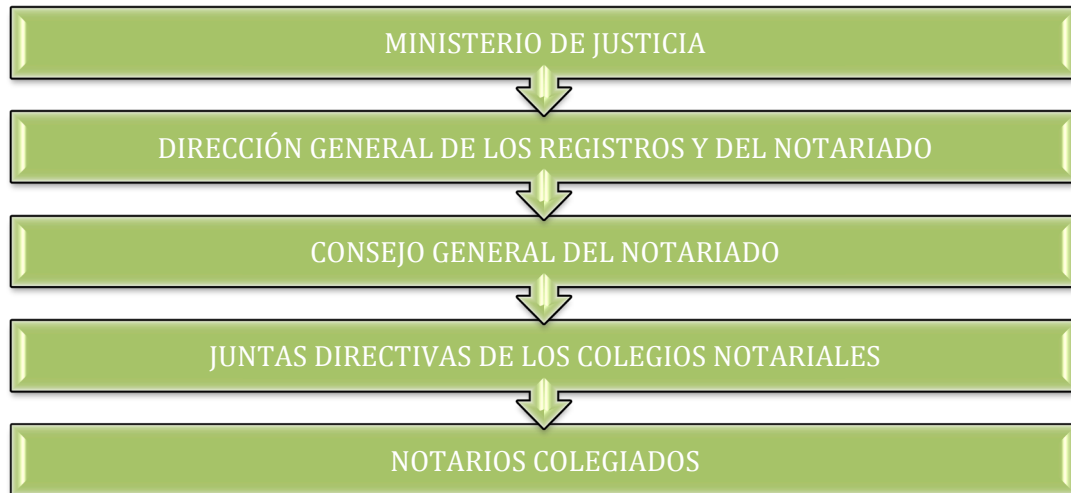 MINISTERIO DE JUSTICIA
DIRECCIÓN GENERAL DE LOS REGISTROS Y DEL NOTARIADO
CONSEJO GENERAL DEL NOTARIADO
JUNTAS DIRECTIVAS DE LOS COLEGIOS NOTARIALES
NOTARIOS COLEGIADOS